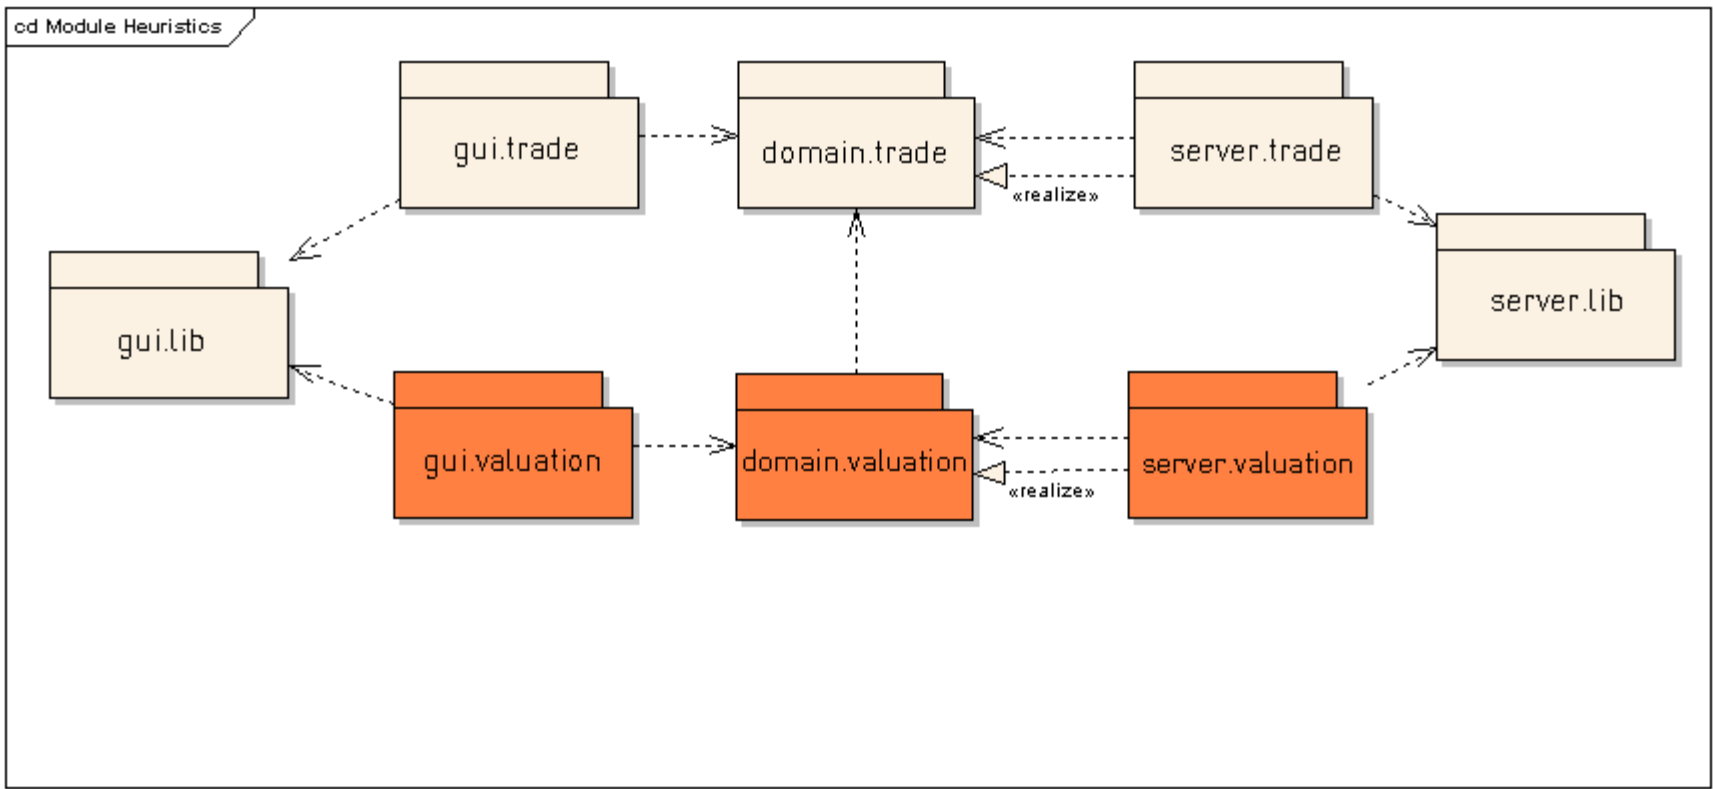 cd Module Heuristics
gui.trade
domain.trade
server.trade
«realize»
gui.lib
server.lib
gui.valuation
domain.valuation
server.valuation
«realize»